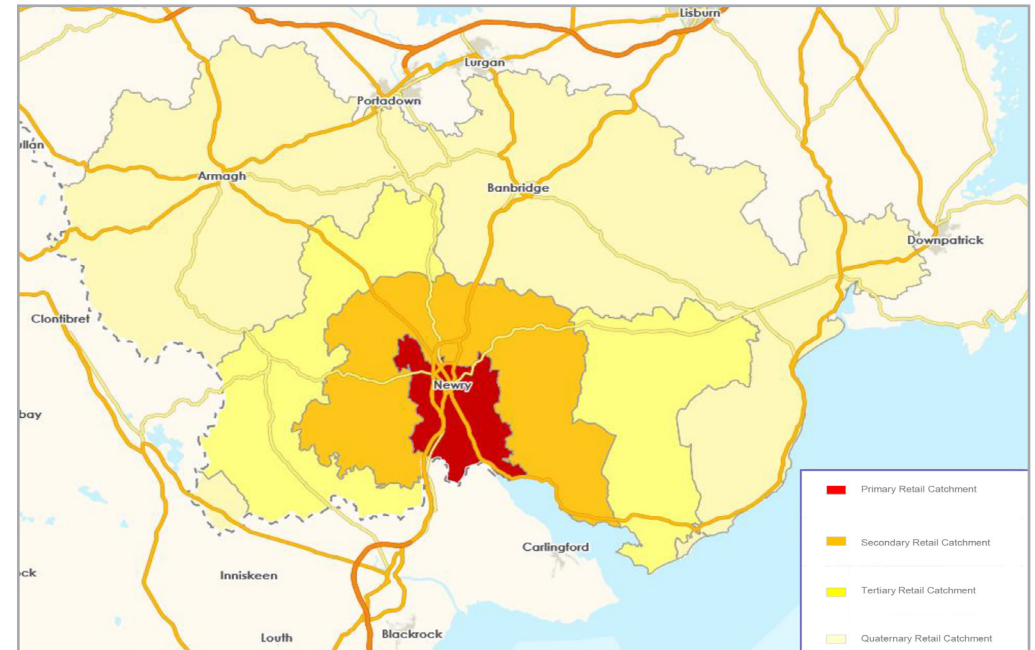 Lisburn
Lurgan
Portadown
Armagh
Banbridge
Downpatrick
Clontibret
Newry
Primary Retail Catchment
Secondary Retail Catchment
Carlingford
Inniskeen
Tertiary Retail Catchment
Louth
Blackrock
Quaternary Retail Catchment